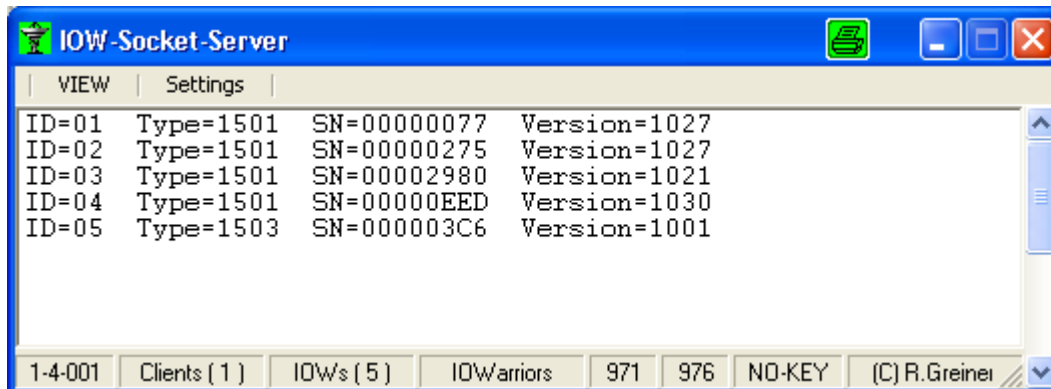 IOW-Socket-Server
VIEW Settings
ID=01 Type=1501 SN=00000077 Version=1027
ID=02 Type=1501 SN=00000275 Version=1027
ID=03 Type=1501 SN=00002980 Version=1021
ID=04 Type=1501 SN=00000EED Version=1030
ID=05 Type=1503 SN=000003C6 Version=1001
1-4-001 Clients ( 1 ) IOWs ( 5 ) IOWarriors 971 976 NO-KEY (C) R.Greiner